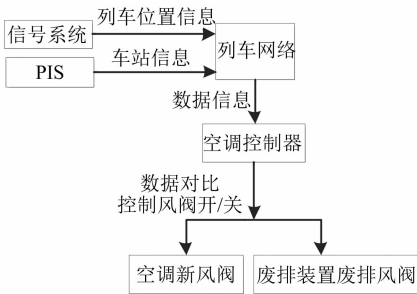 信号系统
列车位置信息
PIS
车站信息
列车网络
数据信息
空调控制器
数据对比
控制风阀开/关
空调新风阀
废排装置废排风阀